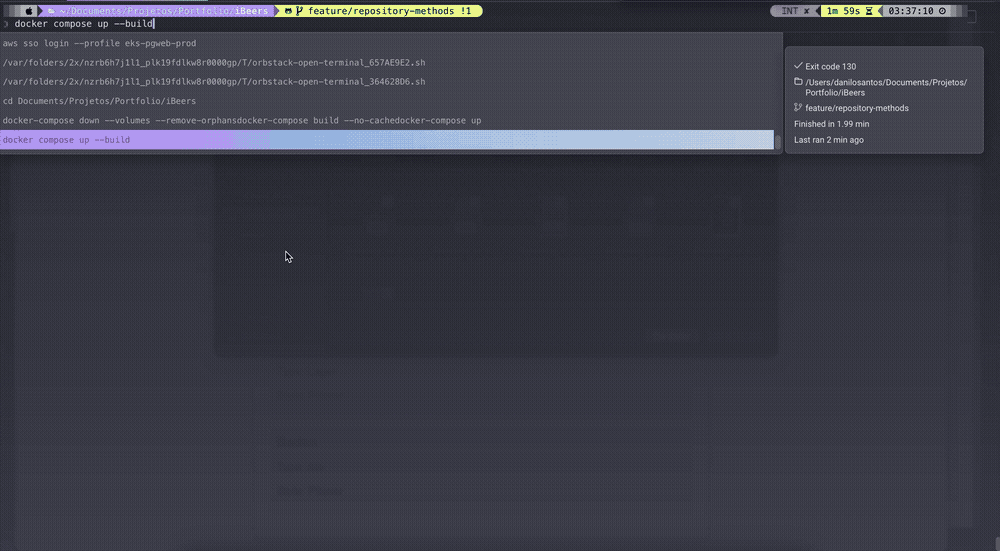 ~/Documents/Projetos/Portfolio/iBeers feature/repository-methods !1 INT ✘ 1m 59s 03:37:10
❯ docker compose up --build
aws sso login --profile eks-pgweb-prod
/var/folders/2x/nzrb6h7j1l1_plk19fdlkw8r0000gp/T/orbstack-open-terminal_657AE9E2.sh
/var/folders/2x/nzrb6h7j1l1_plk19fdlkw8r0000gp/T/orbstack-open-terminal_364628D6.sh
cd Documents/Projetos/Portfolio/iBeers
docker-compose down --volumes --remove-orphansdocker-compose build --no-cachedocker-compose up
docker compose up --build
Exit code 130
/Users/danilosantos/Documents/Projetos/
Portfolio/iBeers
feature/repository-methods
Finished in 1.99 min
Last ran 2 min ago